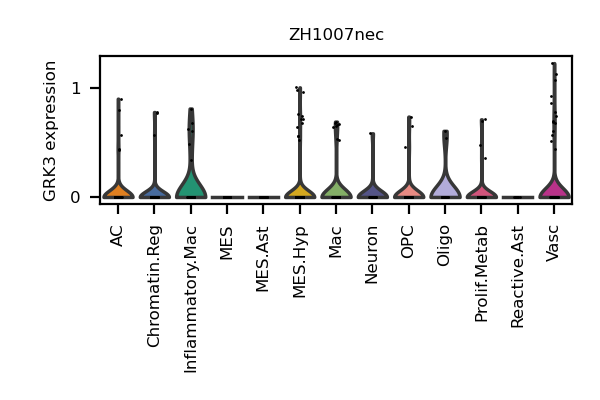 ZH1007nec
GRK3 expression
1
0
AC
Chromatin.Reg
Inflammatory.Mac
MES
MES.Ast
MES.Hyp
Mac
Neuron
OPC
Oligo
Prolif.Metab
Reactive.Ast
Vasc